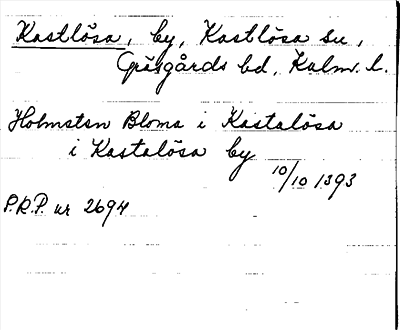 Kastlösa, by, Kastlösa sn,
Gräsgårds hd, Kalm. l.
Holmsten Bloma i Kastalösa
i Kastalösa by
10/10 1393
P.R.P. nr 2694